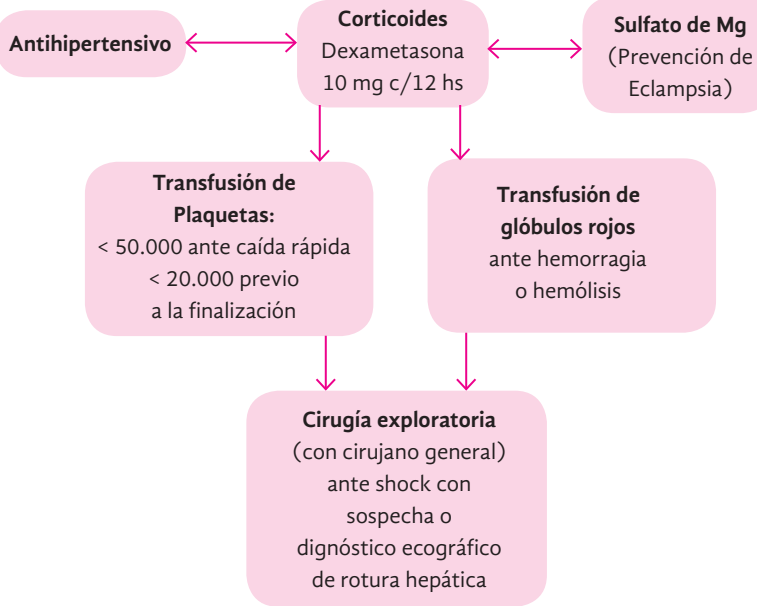 Antihipertensivo
Corticoides
Dexametasona
10 mg c/12 hs
Sulfato de Mg
(Prevención de
Eclampsia)
Transfusión de
Plaquetas:
< 50.000 ante caída rápida
< 20.000 previo
a la finalización
Transfusión de
glóbulos rojos
ante hemorragia
o hemólisis
Cirugía exploratoria
(con cirujano general)
ante shock con
sospecha o
dignóstico ecográfico
de rotura hepática